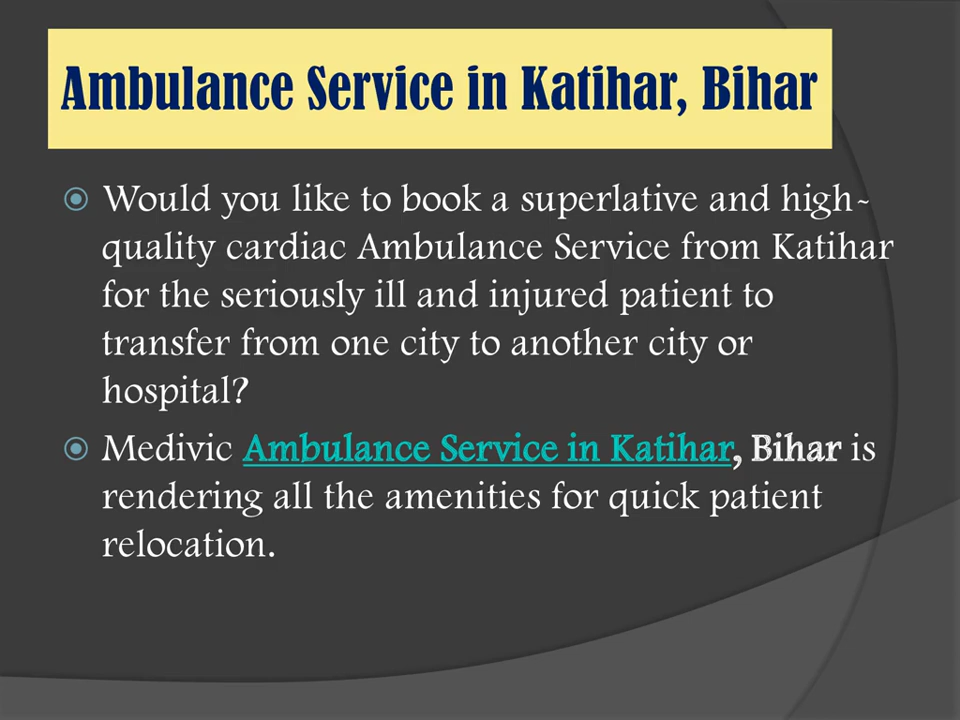 Ambulance Service in Katihar, Bihar
Would you like to book a superlative and high-
quality cardiac Ambulance Service from Katihar
for the seriously ill and injured patient to
transfer from one city to another city or
hospital?
Medivic Ambulance Service in Katihar, Bihar is
rendering all the amenities for quick patient
relocation.